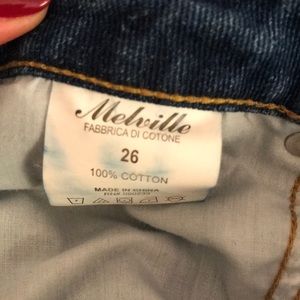 Melville
FABBRICA DI COTONE
26
100% COTTON
MADE IN CHINA